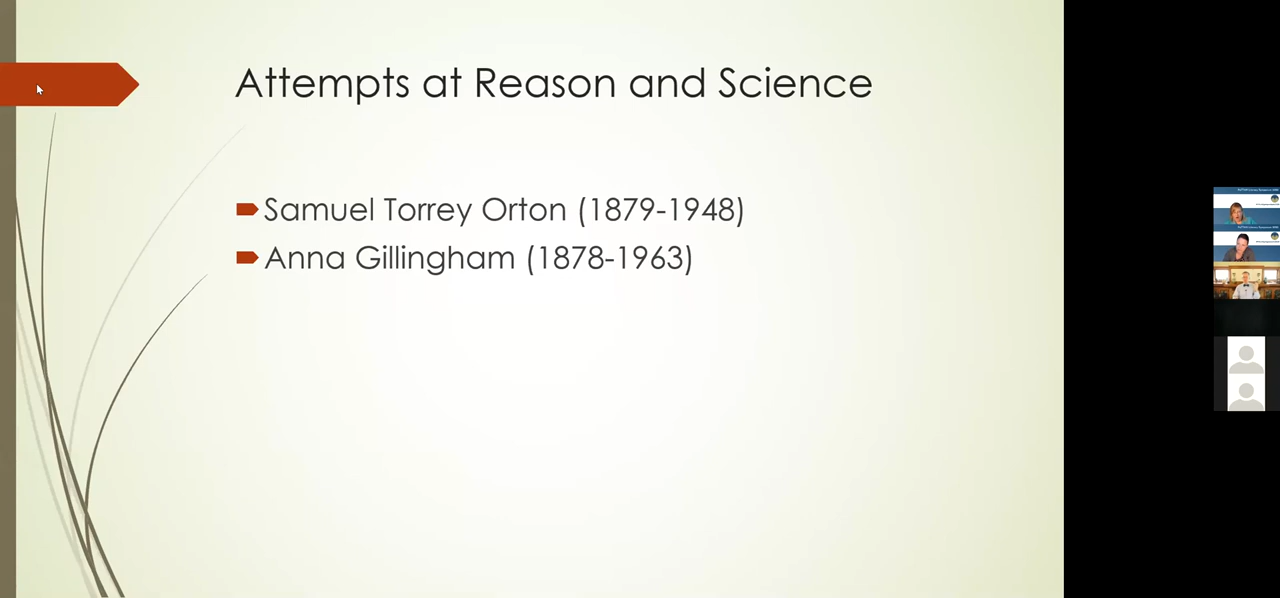 Attempts at Reason and Science
Samuel Torrey Orton (1879-1948)
Anna Gillingham (1878-1963)